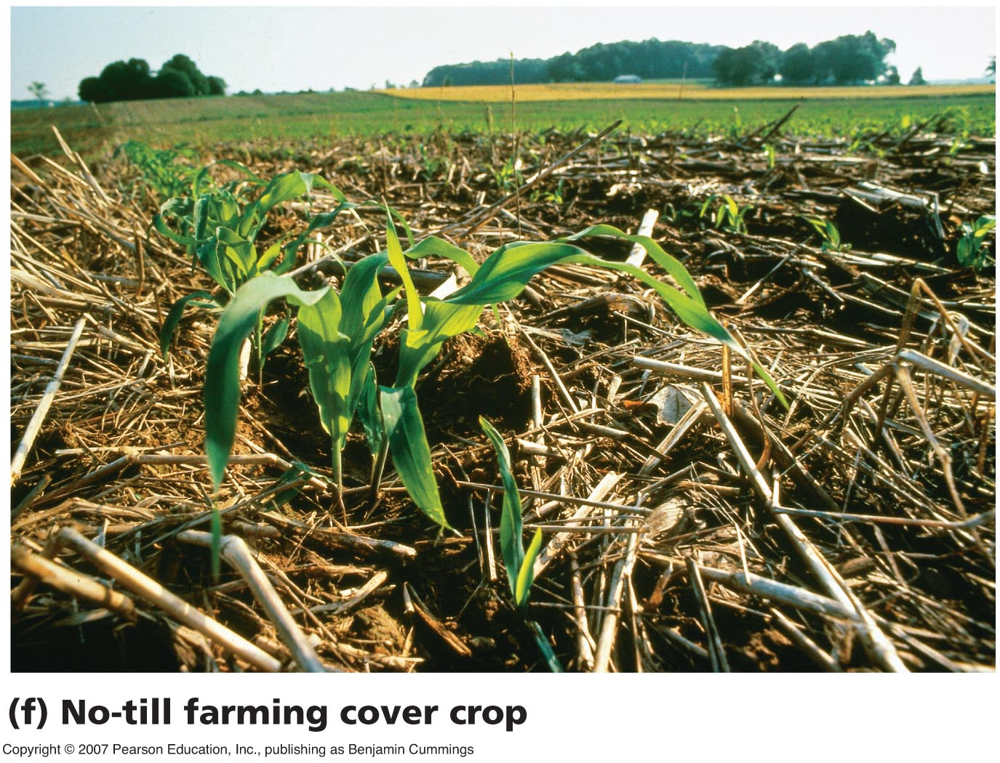 (f) No-till farming cover crop
Copyright © 2007 Pearson Education, Inc., publishing as Benjamin Cummings